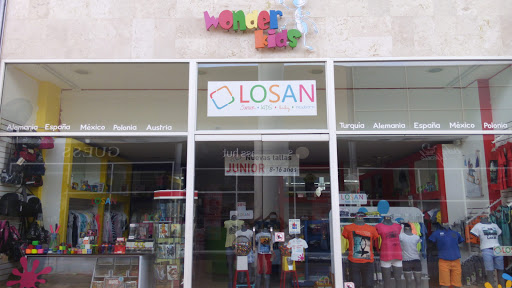 wonder
kids
LOSAN
Alemania España México Polonia Austria
Turquía Alemania España México Polonia
Nuevas tallas
JUNIOR 8-16 años
LOSAN